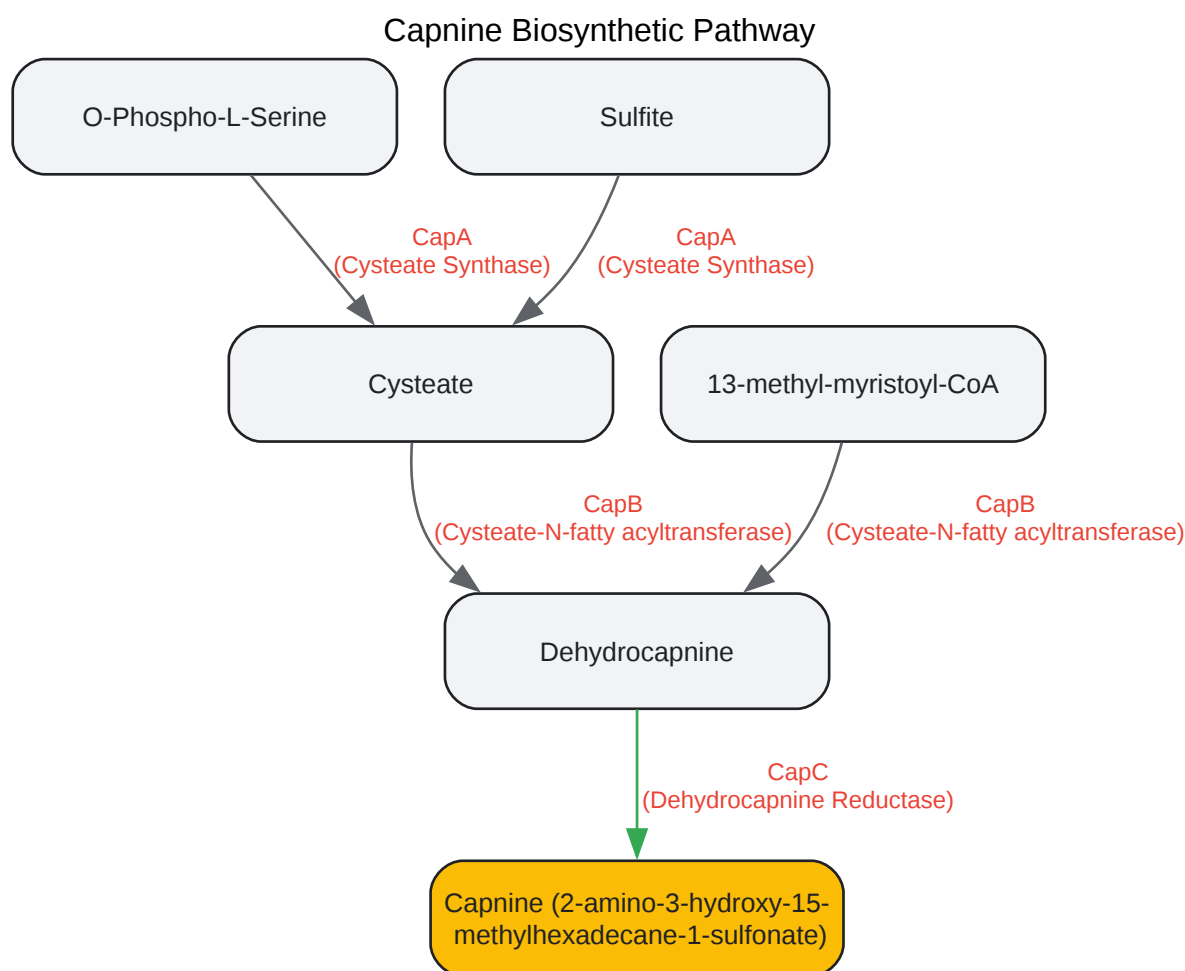 Capnine Biosynthetic Pathway
O-Phospho-L-Serine
Sulfite
CapA
(Cysteate Synthase)
CapA
(Cysteate Synthase)
Cysteate
13-methyl-myristoyl-CoA
CapB
(Cysteate-N-fatty acyltransferase)
CapB
(Cysteate-N-fatty acyltransferase)
Dehydrocapnine
CapC
(Dehydrocapnine Reductase)
Capnine (2-amino-3-hydroxy-15-
methylhexadecane-1-sulfonate)